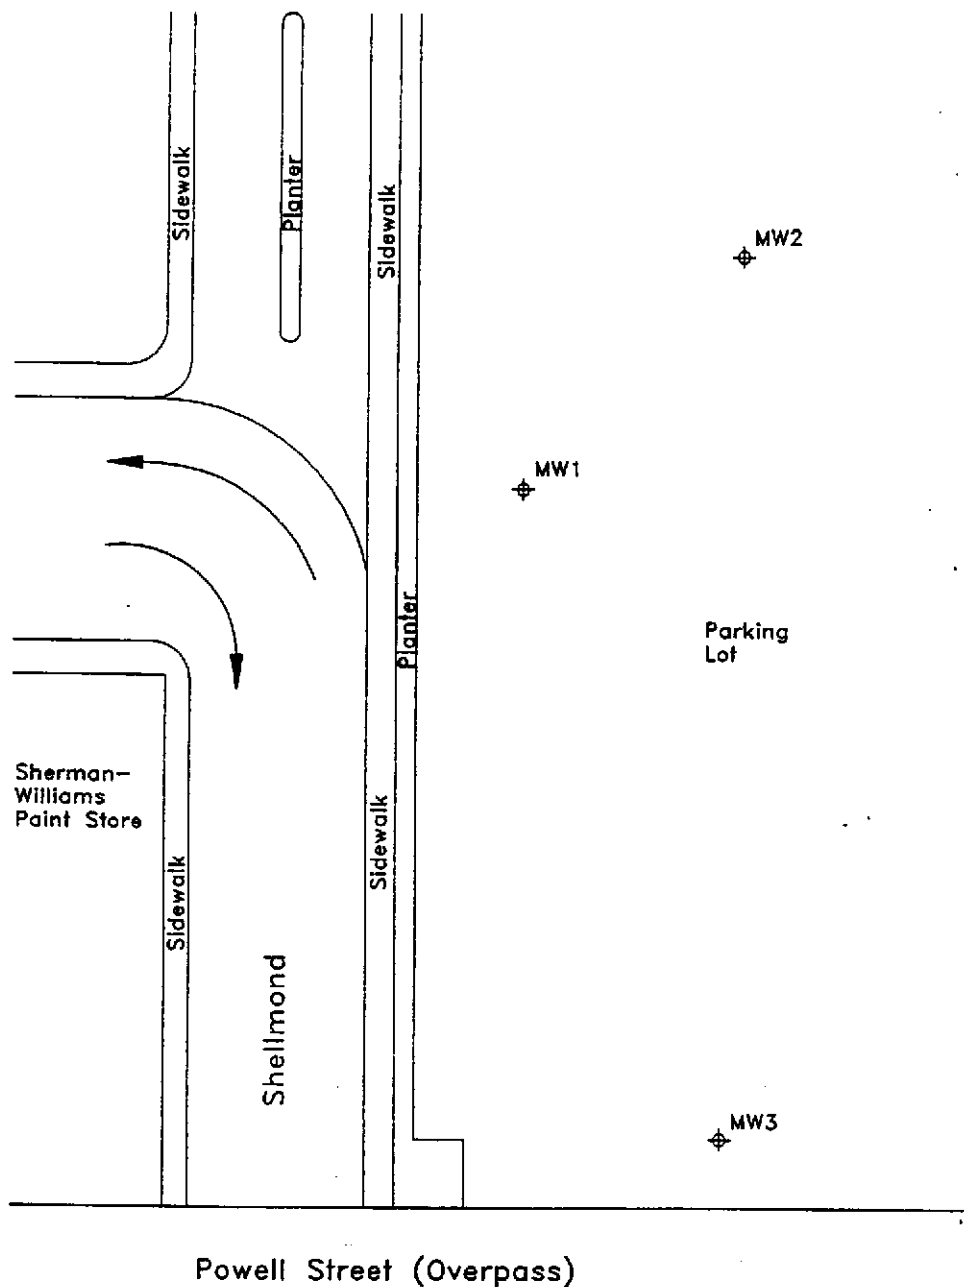 Sidewalk
Planter
Sidewalk
MW2
MW1
Planter
Parking
Lot
Sherman-
Williams
Paint Store
Sidewalk
Sidewalk
Shellmond
MW3
Powell Street (Overpass)